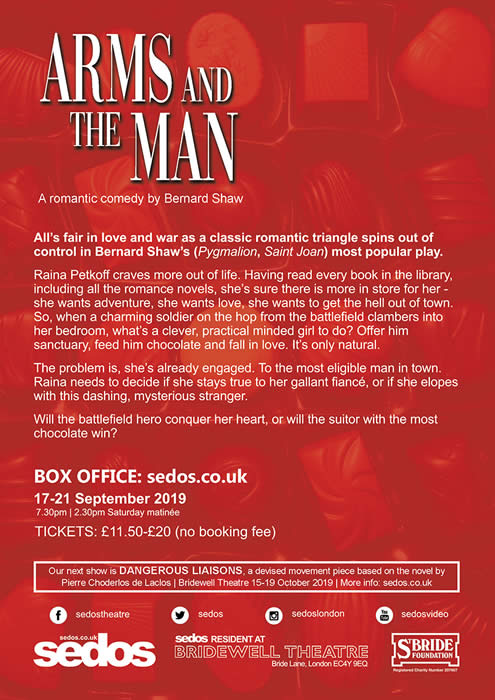 ARMS AND
THE MAN
A romantic comedy by Bernard Shaw
All's fair in love and war as a classic romantic triangle spins out of
control in Bernard Shaw's (Pygmalion, Saint Joan) most popular play.
Raina Petkoff craves more out of life. Having read every book in the library,
including all the romance novels, she's sure there is more in store for her -
she wants adventure, she wants love, she wants to get the hell out of town.
So, when a charming soldier on the hop from the battlefield clambers into
her bedroom, what's a clever, practical minded girl to do? Offer him
sanctuary, feed him chocolate and fall in love. It's only natural.
The problem is, she's already engaged. To the most eligible man in town.
Raina needs to decide if she stays true to her gallant fiancé, or if she elopes
with this dashing, mysterious stranger.
Will the battlefield hero conquer her heart, or will the suitor with the most
chocolate win?
BOX OFFICE: sedos.co.uk
17-21 September 2019
7.30pm | 2.30pm Saturday matinée
TICKETS: £11.50-£20 (no booking fee)
Our next show is DANGEROUS LIAISONS, a devised movement piece based on the novel by
Pierre Choderlos de Laclos | Bridewell Theatre 15-19 October 2019 | More info: sedos.co.uk
f sedostheatre sedos sedoslondon You Tube sedosvideo
sedos.co.uk
sedos
sedos RESIDENT AT
BRIDEWELL THEATRE
Bride Lane, London EC4Y 9EQ
ST BRIDE
FOUNDATION
Registered Charity Number 207607